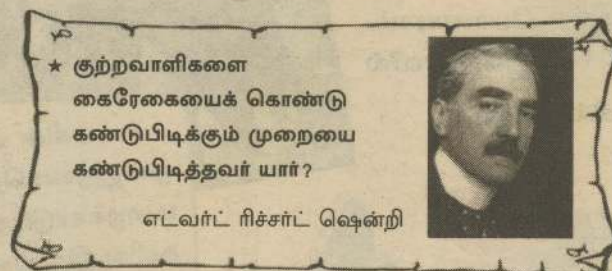 ★ குற்றவாளிகளை
கைரேகையைக் கொண்டு
கண்டுபிடிக்கும் முறையை
கண்டுபிடித்தவர் யார்?
எட்வர்ட் ரிச்சர்ட் ஹென்றி